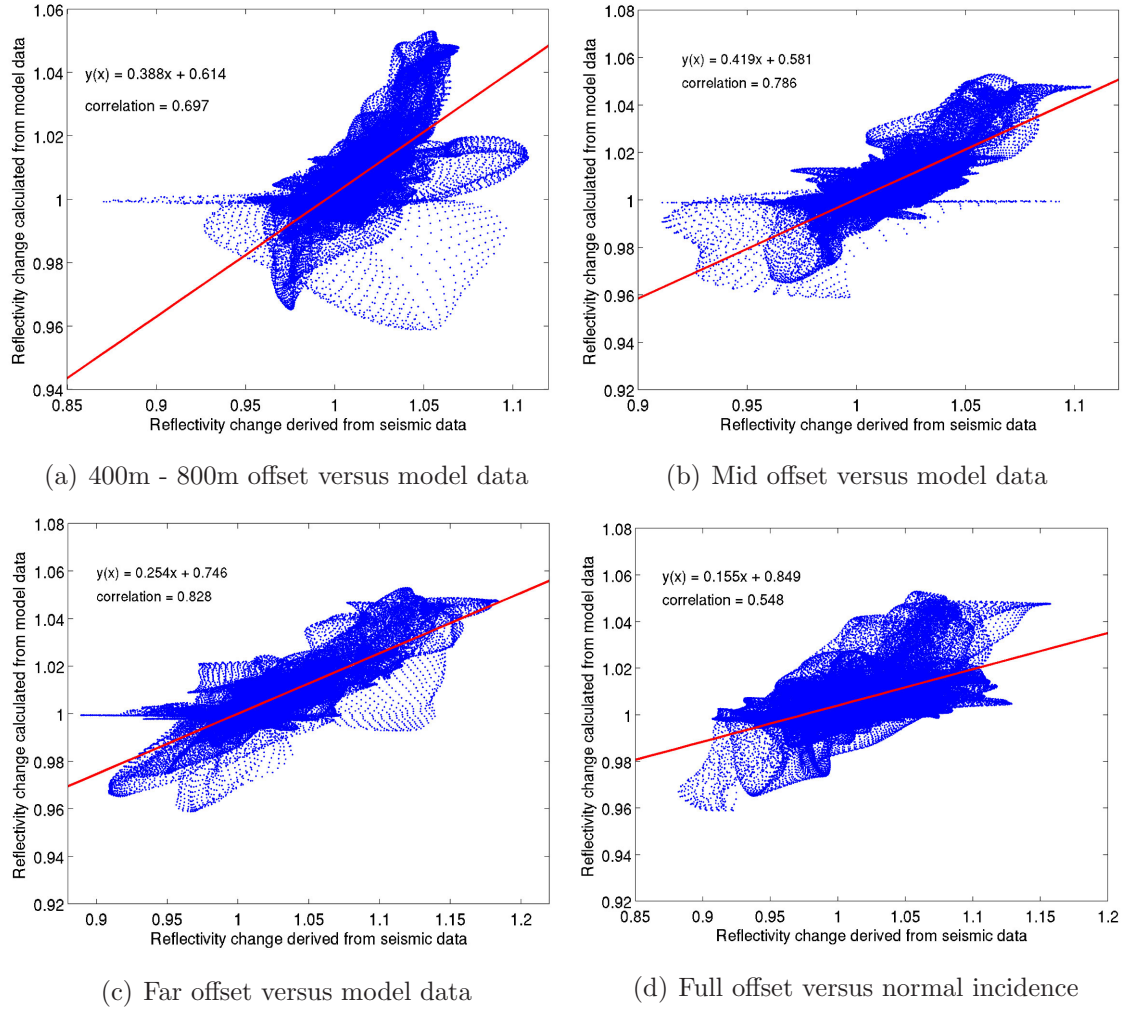 1.06
1.04
1.02
1
0.98
0.96
0.94
0.85 0.9 0.95 1 1.05 1.1
Reflectivity change calculated from model data
y(x) = 0.388x + 0.614
correlation = 0.697
Reflectivity change derived from seismic data
(a) 400m - 800m offset versus model data
1.08
1.06
1.04
1.02
1
0.98
0.96
0.94
0.92
0.9 0.95 1 1.05 1.1
Reflectivity change calculated from model data
y(x) = 0.419x + 0.581
correlation = 0.786
Reflectivity change derived from seismic data
(b) Mid offset versus model data
1.08
1.06
1.04
1.02
1
0.98
0.96
0.94
0.92
0.9 0.95 1 1.05 1.1 1.15 1.2
Reflectivity change calculated from model data
y(x) = 0.254x + 0.746
correlation = 0.828
Reflectivity change derived from seismic data
(c) Far offset versus model data
1.08
1.06
1.04
1.02
1
0.98
0.96
0.94
0.92
0.85 0.9 0.95 1 1.05 1.1 1.15 1.2
Reflectivity change calculated from model data
y(x) = 0.155x + 0.849
correlation = 0.548
Reflectivity change derived from seismic data
(d) Full offset versus normal incidence